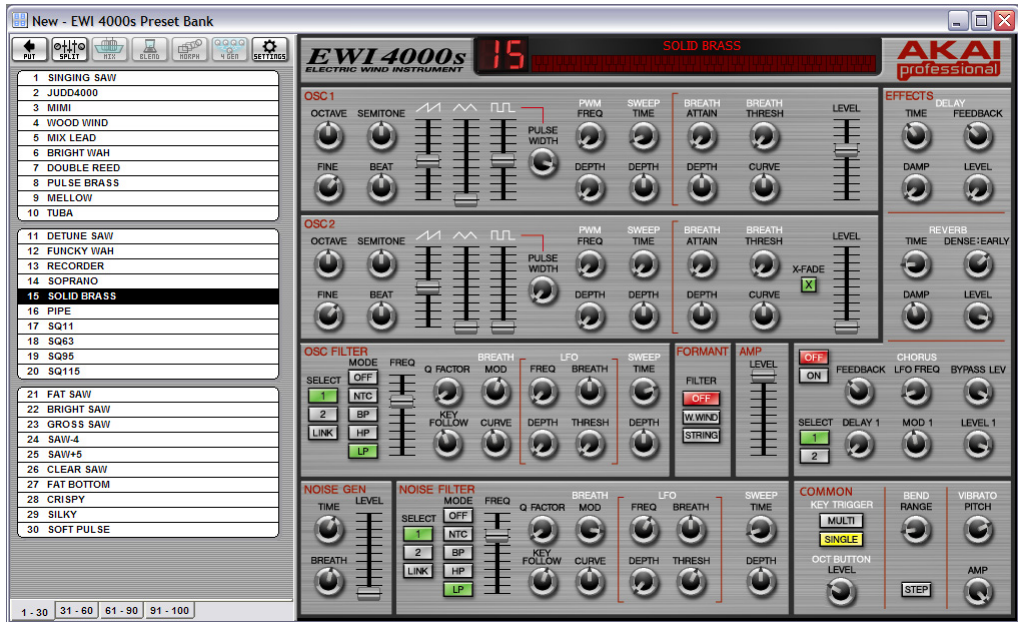 New - EWI 4000s Preset Bank
PUT SPLIT MIX BLEND MORPH 4 GEN SETTINGS
1 SINGING SAW
2 JUDD4000
3 MIMI
4 WOOD WIND
5 MIX LEAD
6 BRIGHT WAH
7 DOUBLE REED
8 PULSE BRASS
9 MELLOW
10 TUBA
11 DETUNE SAW
12 FUNCKY WAH
13 RECORDER
14 SOPRANO
15 SOLID BRASS
16 PIPE
17 SQ11
18 SQ63
19 SQ95
20 SQ115
21 FAT SAW
22 BRIGHT SAW
23 GROSS SAW
24 SAW-4
25 SAW+5
26 CLEAR SAW
27 FAT BOTTOM
28 CRISPY
29 SILKY
30 SOFT PULSE
1 - 30 31 - 60 61 - 90 91 - 100
EWI 4000s
ELECTRIC WIND INSTRUMENT
15
SOLID BRASS
AKAI
professional
OSC 1
OCTAVE SEMITONE
PULSE WIDTH
PWM FREQ
SWEEP TIME
BREATH ATTAIN
BREATH THRESH
LEVEL
FINE BEAT DEPTH DEPTH DEPTH CURVE
OSC 2
OCTAVE SEMITONE
PULSE WIDTH
PWM FREQ
SWEEP TIME
BREATH ATTAIN
BREATH THRESH
LEVEL
X-FADE
X
FINE BEAT DEPTH DEPTH DEPTH CURVE
EFFECTS
DELAY
TIME FEEDBACK
DAMP LEVEL
REVERB
TIME DENSE:EARLY
DAMP LEVEL
OSC FILTER
SELECT
1
2
LINK
MODE
OFF
NTC
BP
HP
LP
FREQ
Q FACTOR
BREATH MOD
KEY FOLLOW
CURVE
LFO
FREQ BREATH
DEPTH THRESH
SWEEP TIME
DEPTH
FORMANT
FILTER
OFF
W.WIND
STRING
AMP
LEVEL
OFF
ON
CHORUS
FEEDBACK LFO FREQ BYPASS LEV
SELECT
1
2
DELAY 1 MOD 1 LEVEL 1
NOISE GEN
TIME LEVEL
BREATH
NOISE FILTER
SELECT
1
2
LINK
MODE
OFF
NTC
BP
HP
LP
FREQ
Q FACTOR
BREATH MOD
KEY FOLLOW
CURVE
LFO
FREQ BREATH
DEPTH THRESH
SWEEP TIME
DEPTH
COMMON
KEY TRIGGER
MULTI
SINGLE
OCT BUTTON
LEVEL
BEND RANGE
STEP
VIBRATO PITCH
AMP